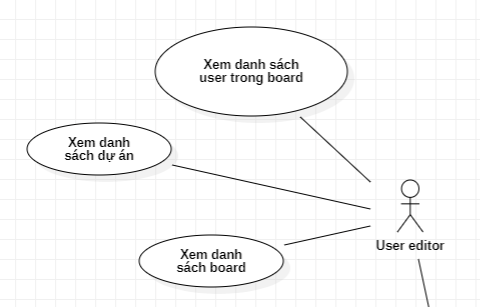 Xem danh sách
user trong board
Xem danh
sách dự án
User editor
Xem danh
sách board